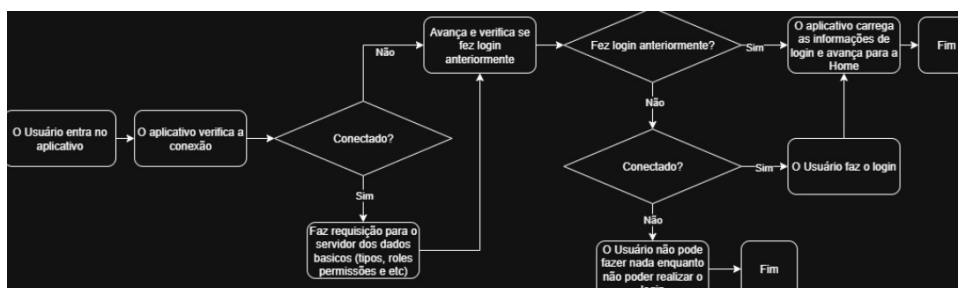 O Usuário entra no
aplicativo
O aplicativo verifica a
conexão
Conectado?
Não
Sim
Faz requisição para o
servidor dos dados
basicos (tipos, roles
permissões e etc)
Avança e verifica se
fez login
anteriormente
Fez login anteriormente?
Sim
Não
O aplicativo carrega
as informações de
login e avança para a
Home
Fim
Conectado?
Sim
O Usuário faz o login
Não
O Usuário não pode
fazer nada enquanto
não poder realizar o
login
Fim